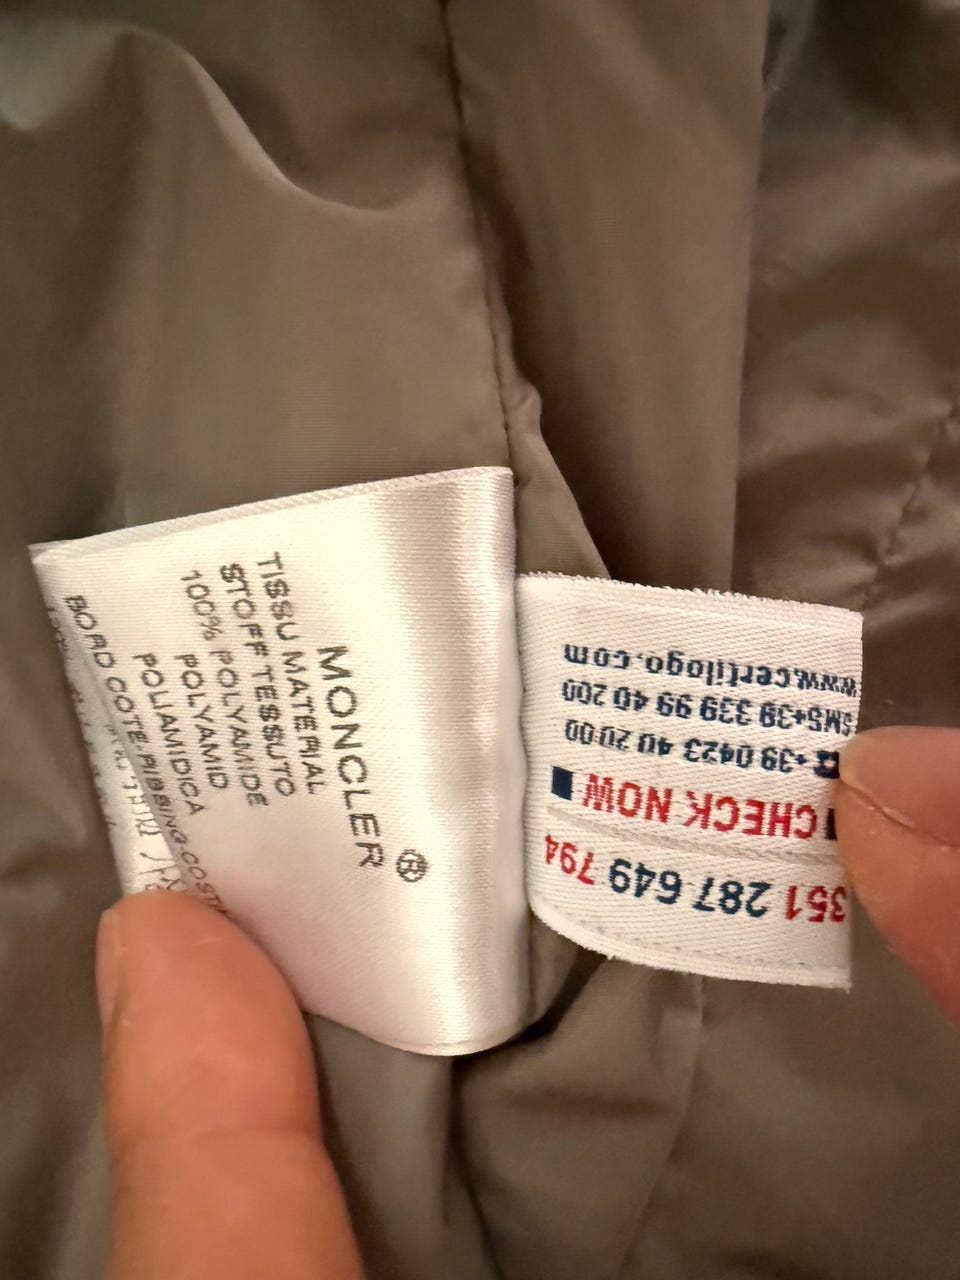 MONCLER ®
TISSU MATERIAL
STOFF TESSUTO
100% POLYAMIDE
POLYAMID
POLIAMIDICA
BORD COTE-RIBBING-COSTA
351 287 649 794
CHECK NOW
+39 0423 40 20 00
SMS+39 339 99 40 200
www.certilogo.com